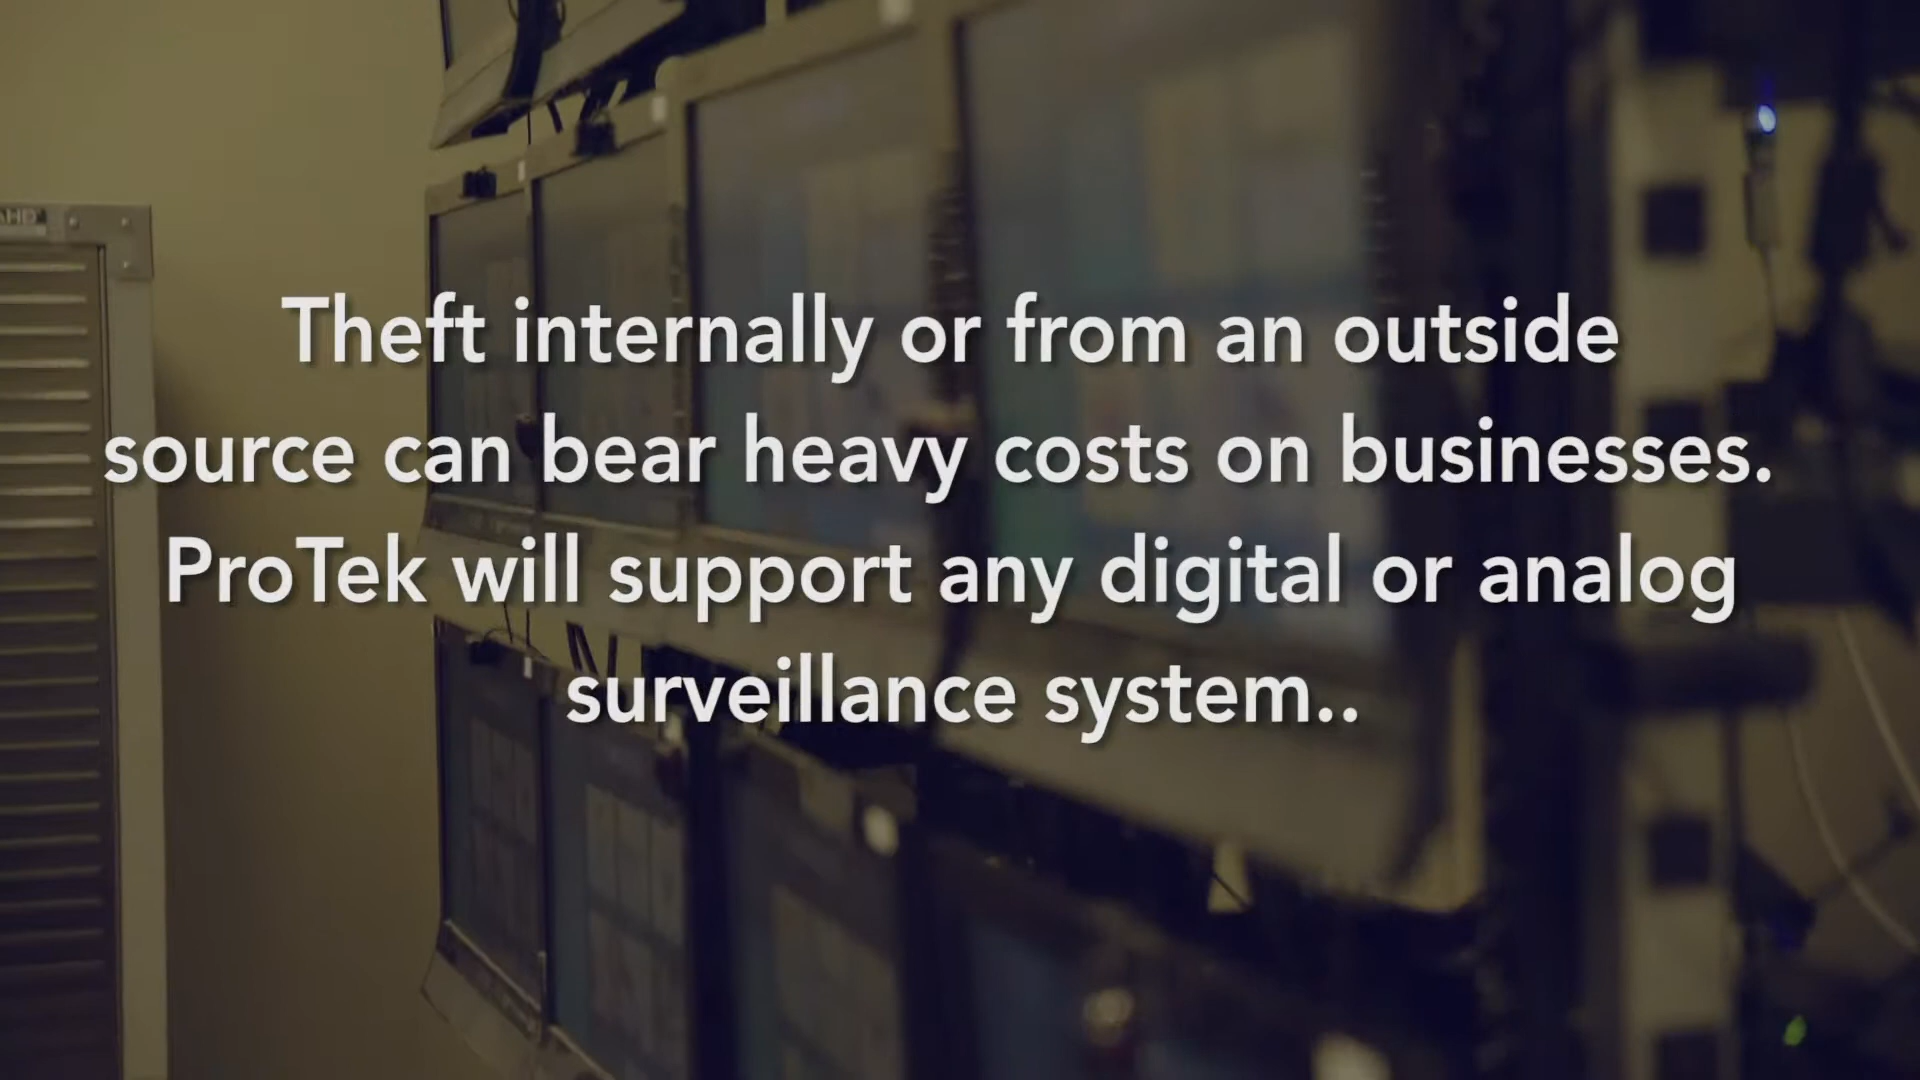 Theft internally or from an outside
source can bear heavy costs on businesses.
ProTek will support any digital or analog
surveillance system..